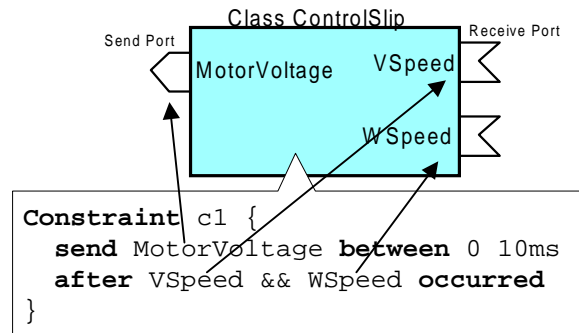 Class ControlSlip
Send Port
Receive Port
MotorVoltage
VSpeed
WSpeed
Constraint c1 {
send MotorVoltage between 0 10ms
after VSpeed && WSpeed occurred
}